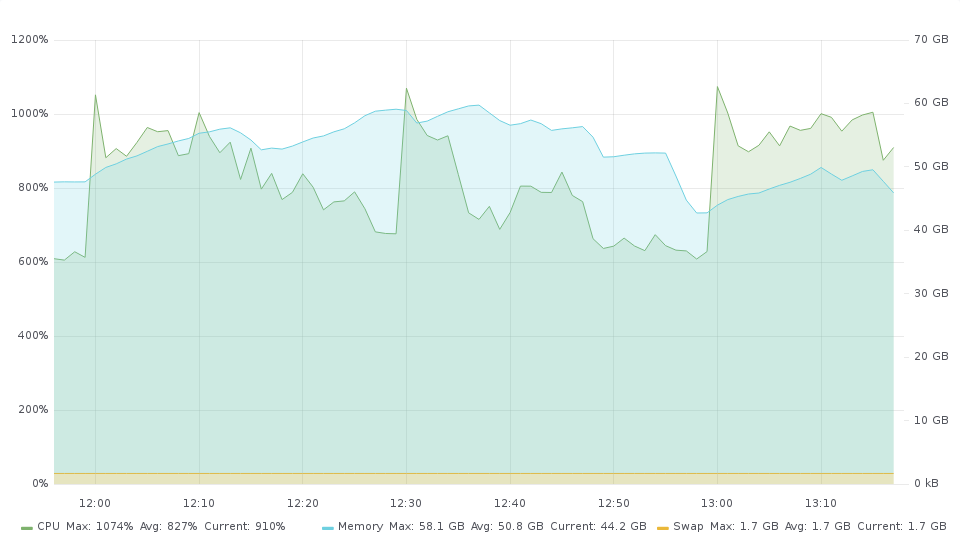 1200%
1000%
800%
600%
400%
200%
0%
70 GB
60 GB
50 GB
40 GB
30 GB
20 GB
10 GB
0 kB
12:00 12:10 12:20 12:30 12:40 12:50 13:00 13:10
CPU Max: 1074% Avg: 827% Current: 910% Memory Max: 58.1 GB Avg: 50.8 GB Current: 44.2 GB Swap Max: 1.7 GB Avg: 1.7 GB Current: 1.7 GB